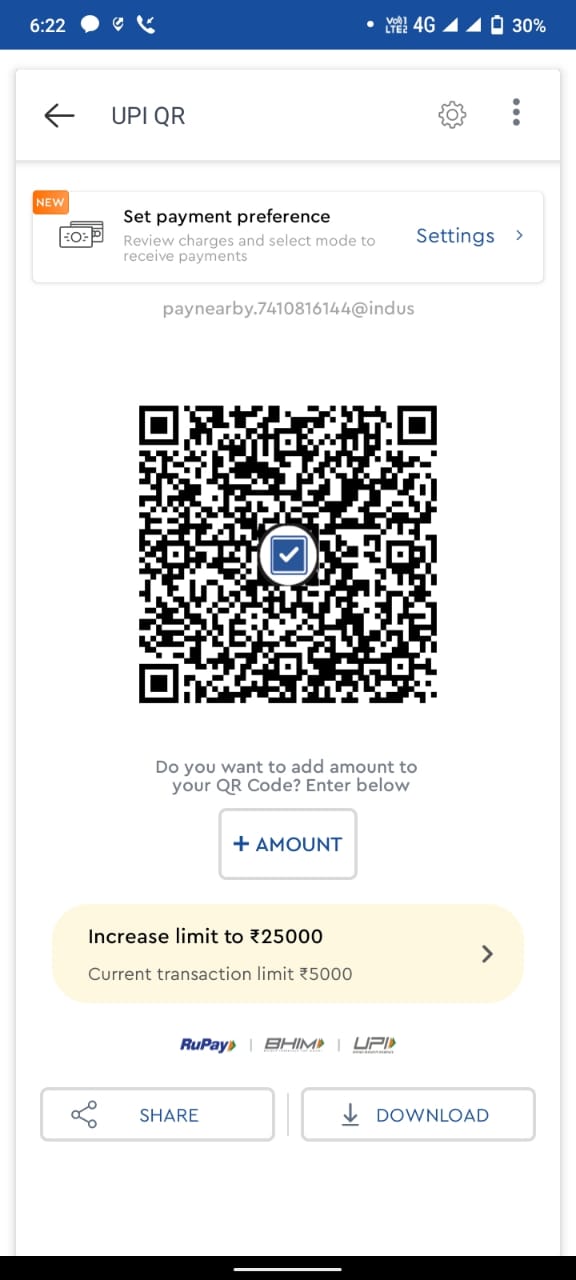 6:22 VoLTE1 LTE2 4G 30%
UPI QR
NEW
Set payment preference
Review charges and select mode to
receive payments
Settings
paynearby.7410816144@indus
Do you want to add amount to
your QR Code? Enter below
+ AMOUNT
Increase limit to ₹25000
Current transaction limit ₹5000
RuPay | BHIM | UPI
SHARE
DOWNLOAD